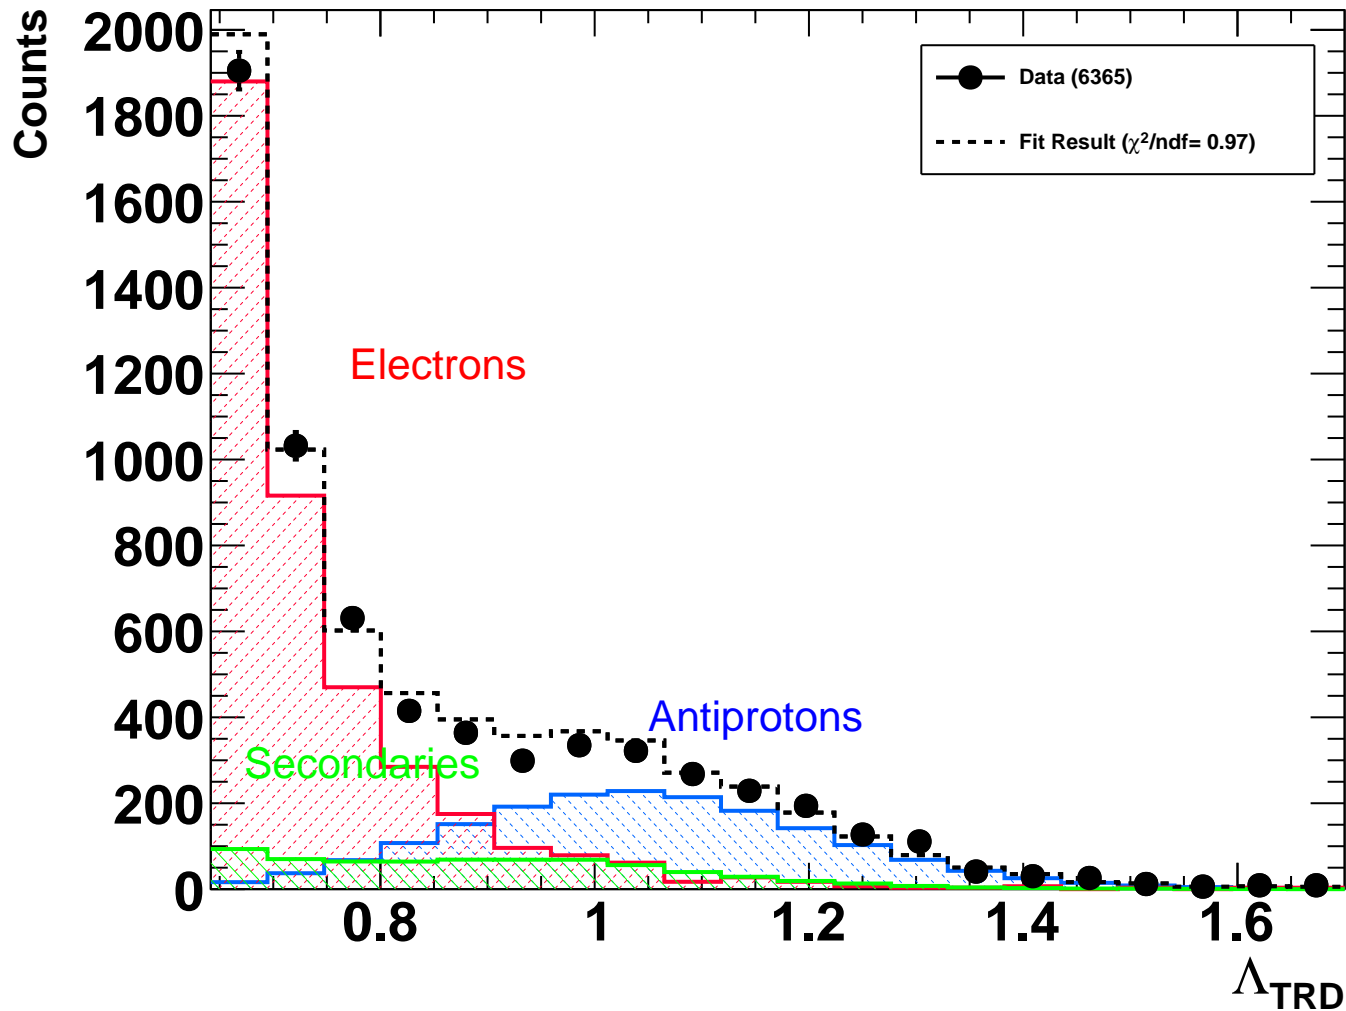 Counts
2000
1800
1600
1400
1200
1000
800
600
400
200
0
Data (6365)
Fit Result (χ²/ndf= 0.97)
Electrons
Antiprotons
Secondaries
0.8 1 1.2 1.4 1.6
Λ_TRD